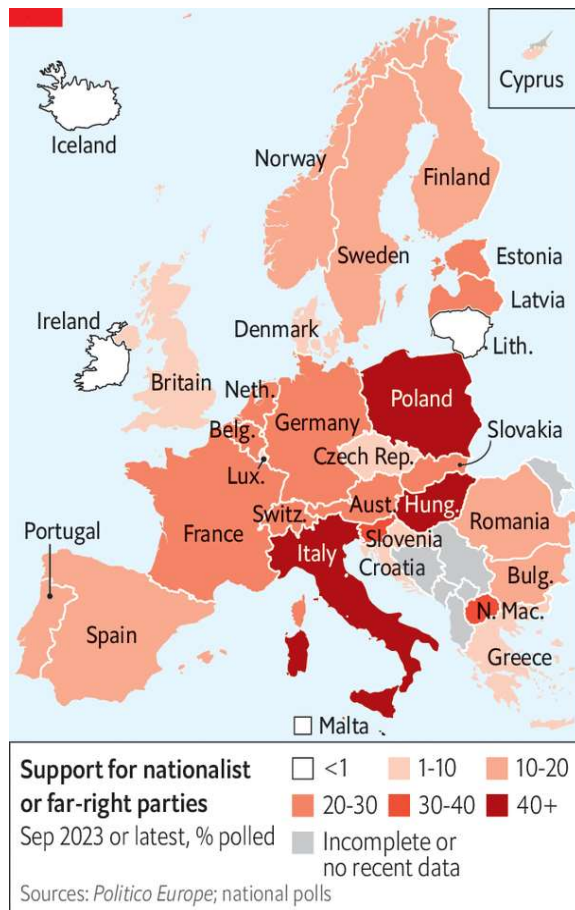 Cyprus
Iceland
Norway
Finland
Sweden
Estonia
Latvia
Lith.
Ireland
Denmark
Britain
Neth.
Germany
Poland
Belg.
Czech Rep.
Slovakia
Lux.
Aust.
Hung.
Switz.
Romania
Portugal
France
Slovenia
Italy
Croatia
Bulg.
N. Mac.
Spain
Greece
Malta
Support for nationalist
or far-right parties
Sep 2023 or latest, % polled
<1
1-10
10-20
20-30
30-40
40+
Incomplete or
no recent data
Sources: Politico Europe; national polls